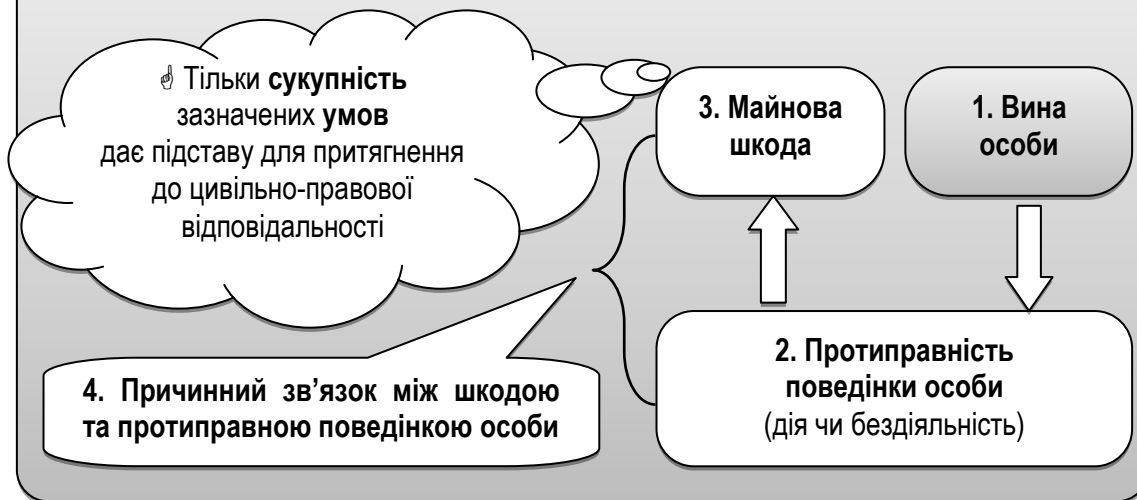 ☝ Тільки сукупність
зазначених умов
дає підставу для притягнення
до цивільно-правової
відповідальності
3. Майнова
шкода
1. Вина
особи
4. Причинний зв’язок між шкодою
та протиправною поведінкою особи
2. Протиправність
поведінки особи
(дія чи бездіяльність)